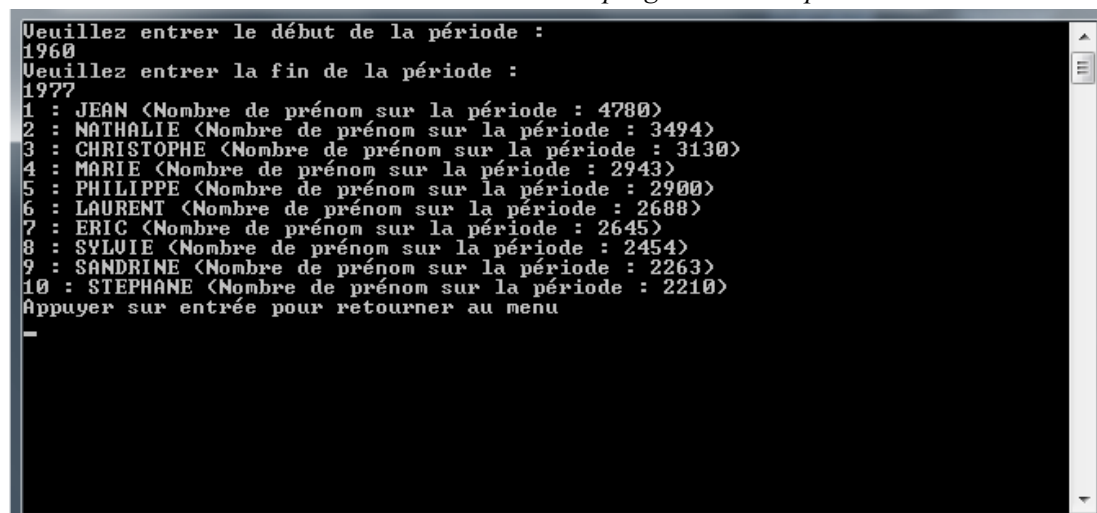 Veuillez entrer le début de la période :
1960
Veuillez entrer la fin de la période :
1977
1 : JEAN (Nombre de prénom sur la période : 4780)
2 : NATHALIE (Nombre de prénom sur la période : 3494)
3 : CHRISTOPHE (Nombre de prénom sur la période : 3130)
4 : MARIE (Nombre de prénom sur la période : 2943)
5 : PHILIPPE (Nombre de prénom sur la période : 2900)
6 : LAURENT (Nombre de prénom sur la période : 2688)
7 : ERIC (Nombre de prénom sur la période : 2645)
8 : SYLVIE (Nombre de prénom sur la période : 2454)
9 : SANDRINE (Nombre de prénom sur la période : 2263)
10 : STEPHANE (Nombre de prénom sur la période : 2210)
Appuyer sur entrée pour retourner au menu